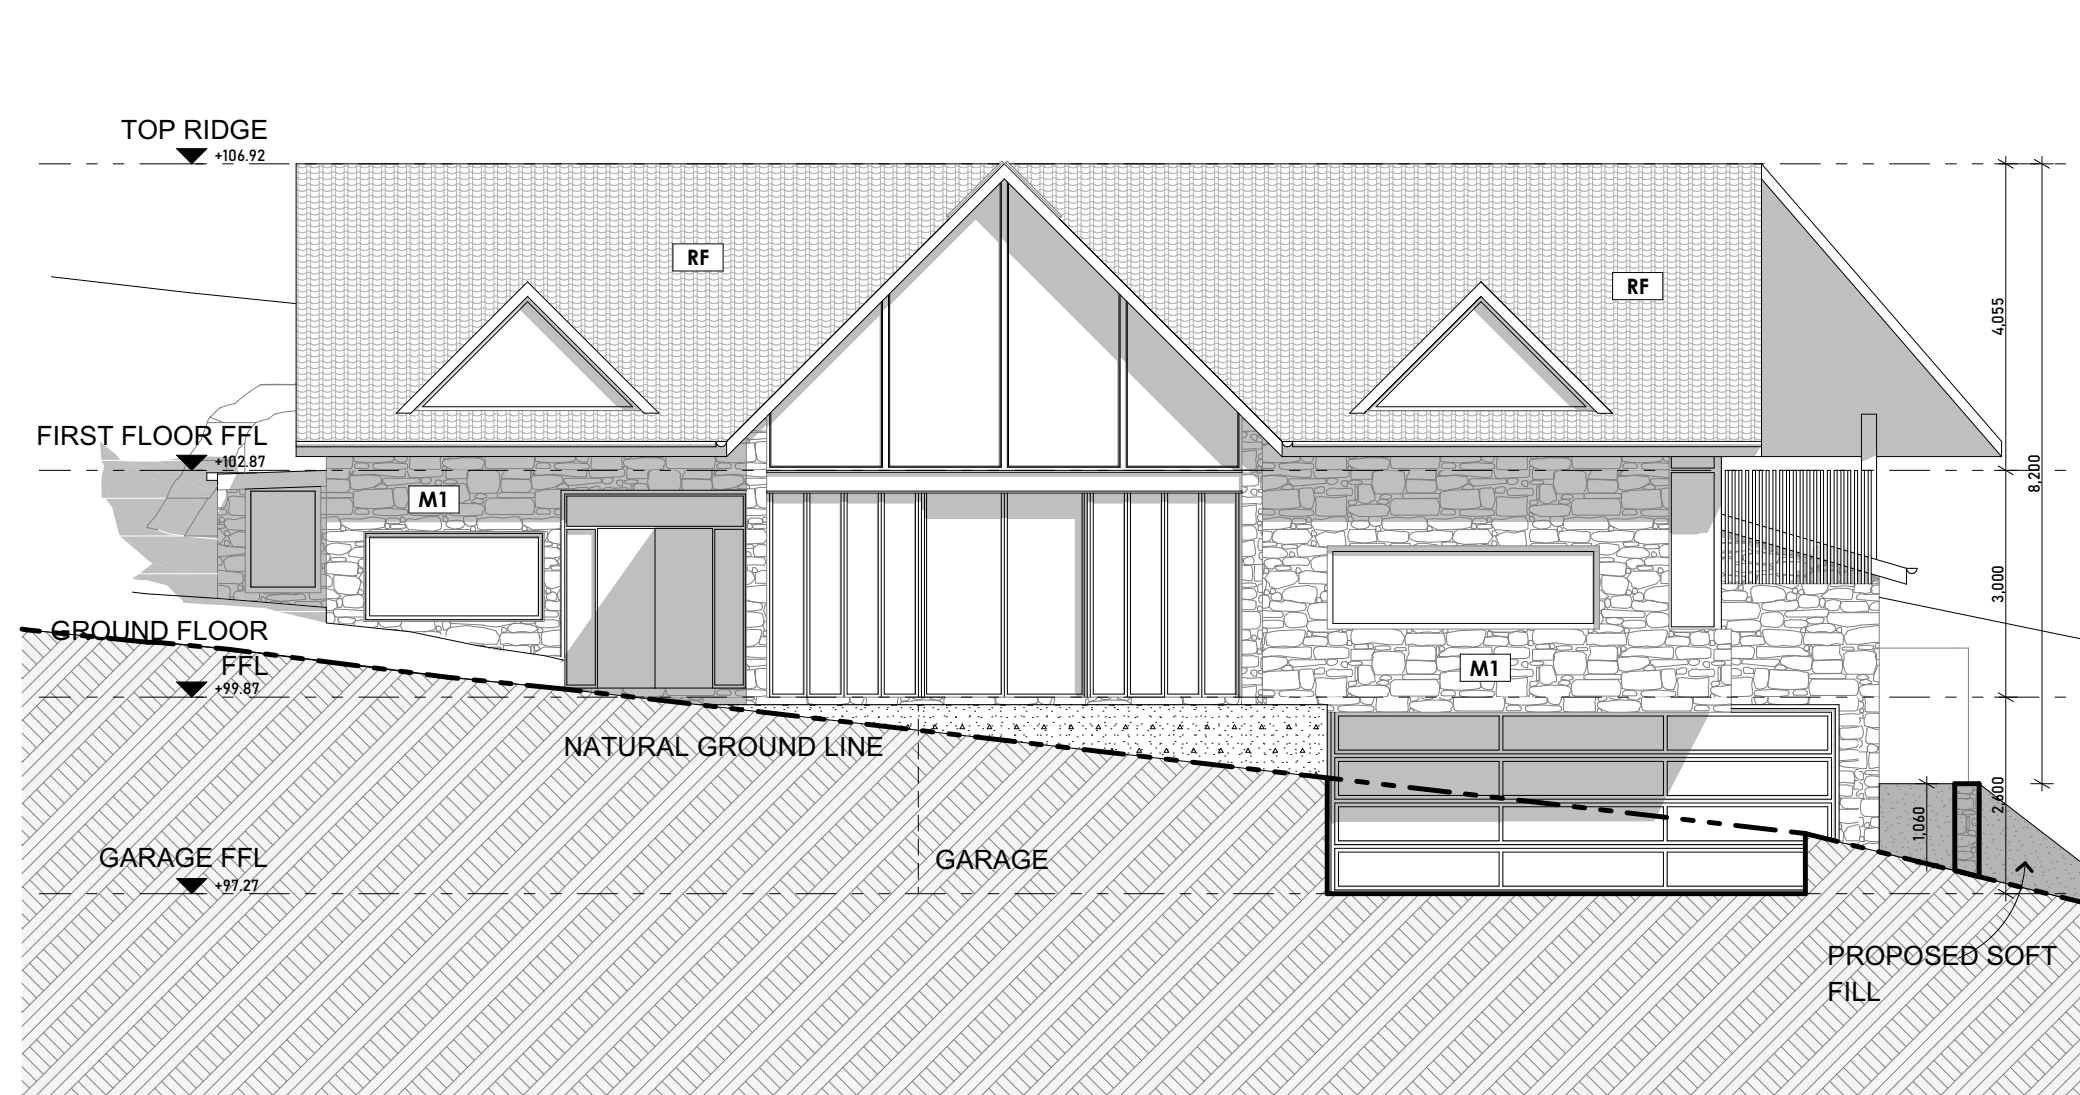 TOP RIDGE
+106.92
RF
RF
4,055
FIRST FLOOR FFL
+102.87
8,200
M1
3,000
GROUND FLOOR
FFL
+99.87
M1
NATURAL GROUND LINE
2,600
1,060
GARAGE FFL
+97.27
GARAGE
PROPOSED SOFT
FILL